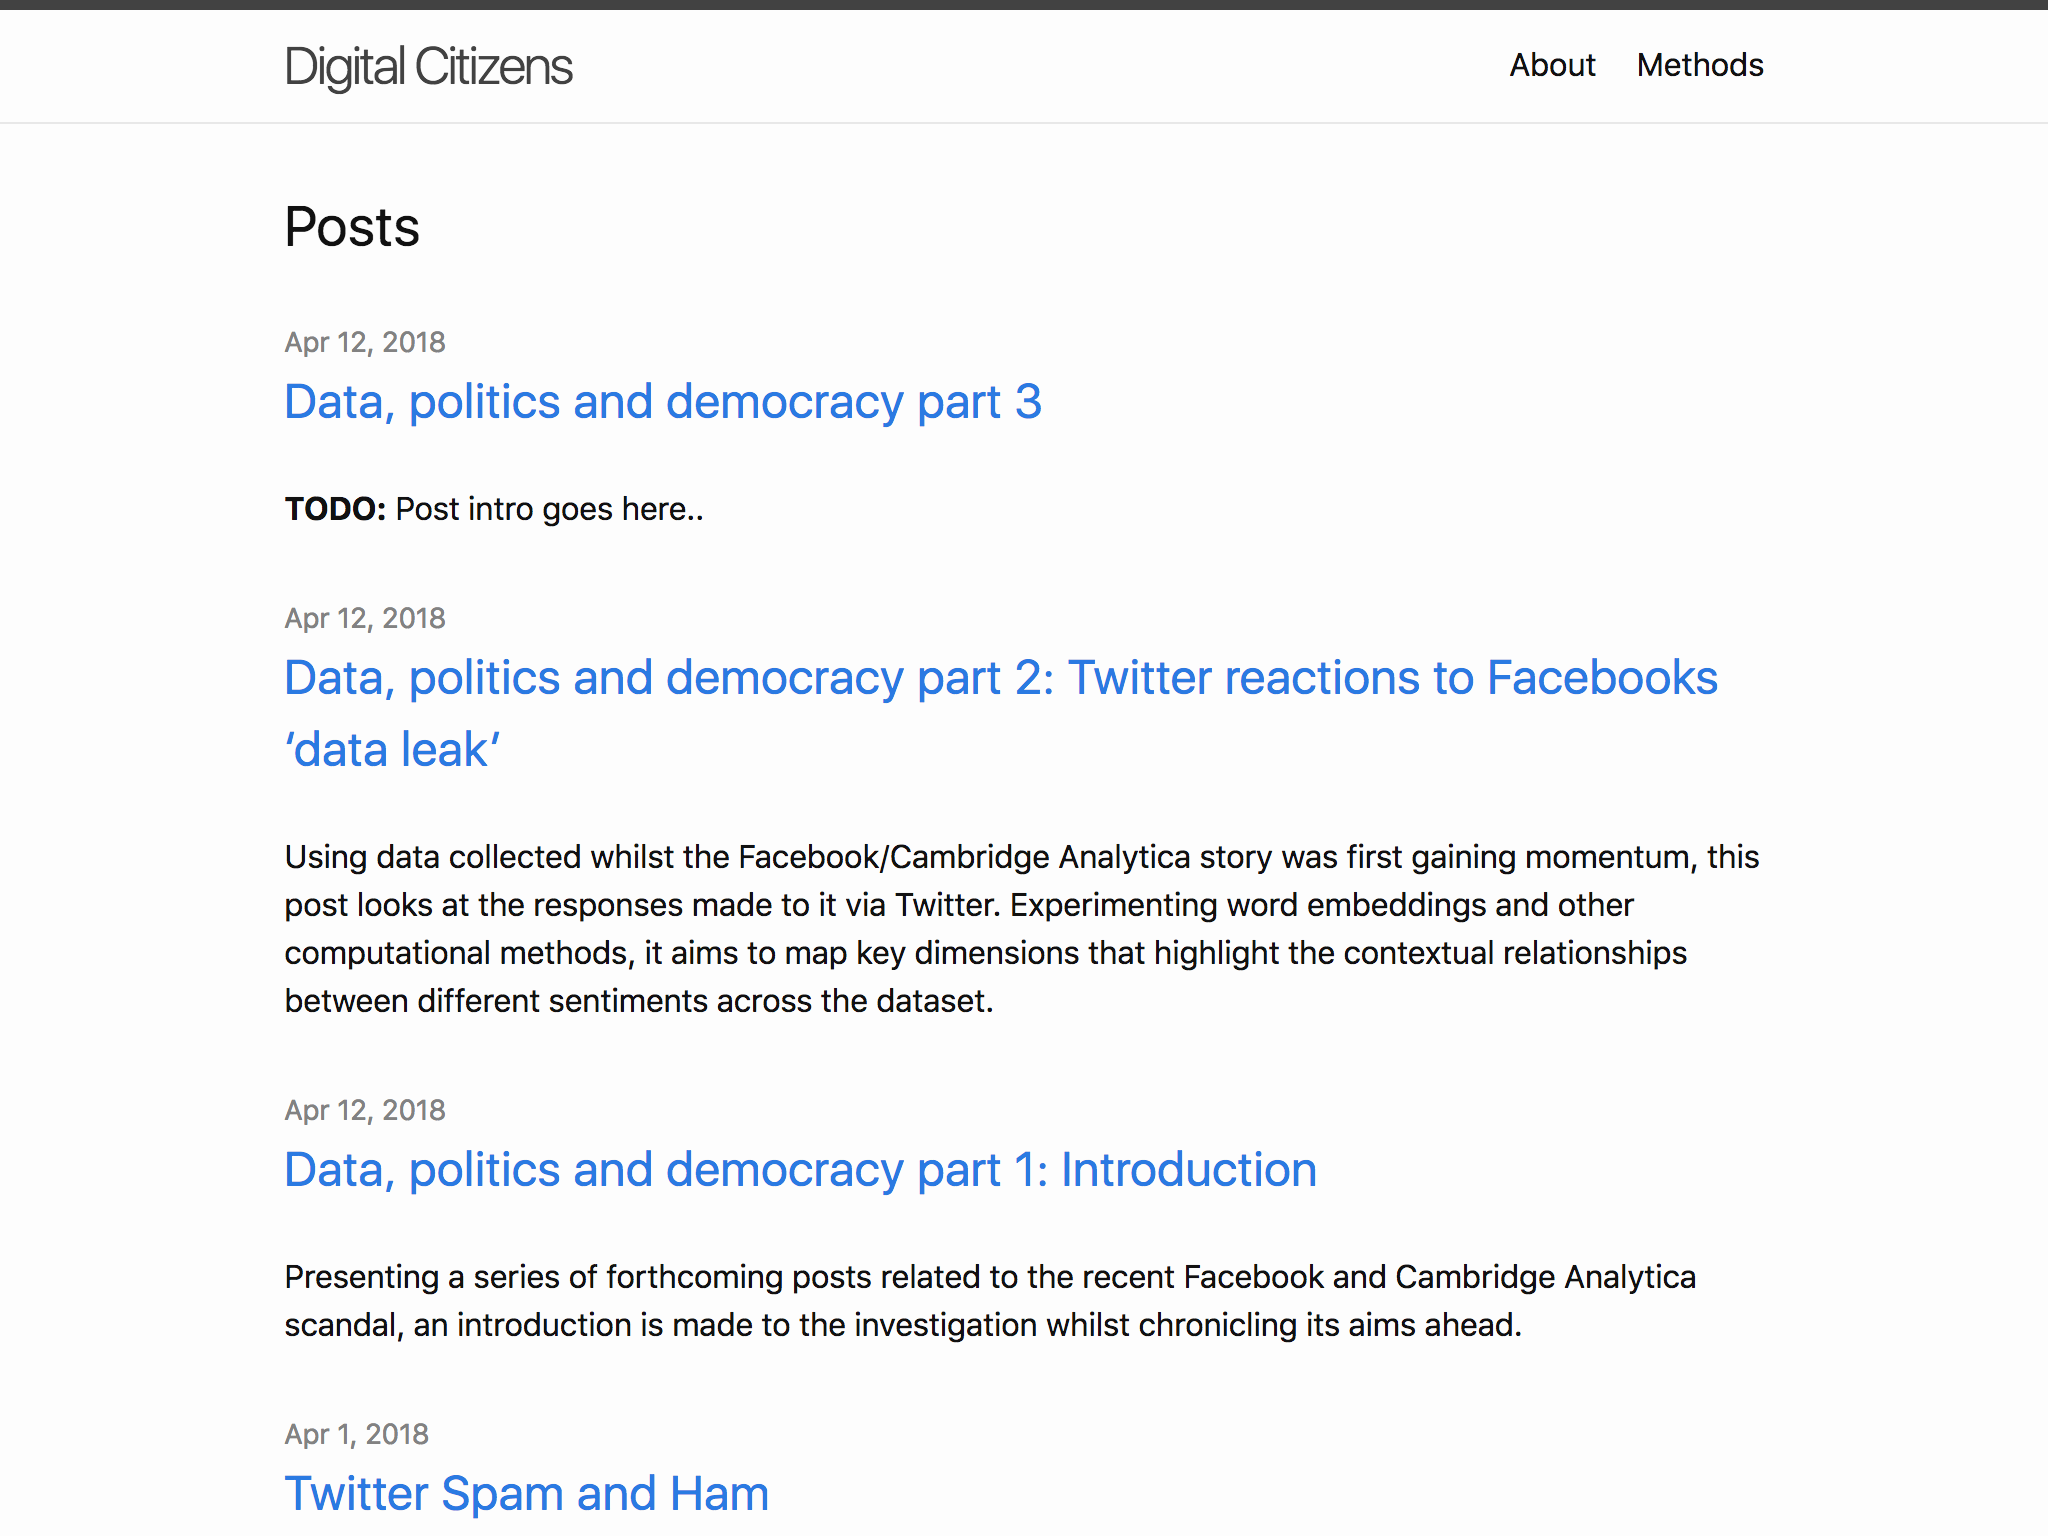 Digital Citizens
About Methods
Posts
Apr 12, 2018
Data, politics and democracy part 3
TODO: Post intro goes here..
Apr 12, 2018
Data, politics and democracy part 2: Twitter reactions to Facebooks
‘data leak’
Using data collected whilst the Facebook/Cambridge Analytica story was first gaining momentum, this
post looks at the responses made to it via Twitter. Experimenting word embeddings and other
computational methods, it aims to map key dimensions that highlight the contextual relationships
between different sentiments across the dataset.
Apr 12, 2018
Data, politics and democracy part 1: Introduction
Presenting a series of forthcoming posts related to the recent Facebook and Cambridge Analytica
scandal, an introduction is made to the investigation whilst chronicling its aims ahead.
Apr 1, 2018
Twitter Spam and Ham